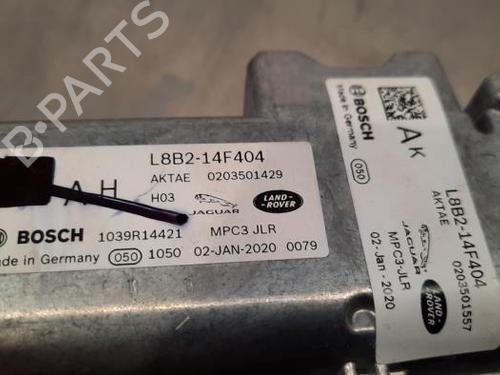 L8B2-14F404
AKTAE 0203501429
A H
H03
JAGUAR
LAND-
ROVER
BOSCH
1039R14421 MPC3 JLR
Made in Germany 050 1050 02-JAN-2020 0079
BOSCH
Made in Germany
050
AK
L8B2-14F404
AKTAE 0203501557
JAGUAR
LAND-
ROVER
MPC3-JLR
02-Jan-2020
B-PARTS